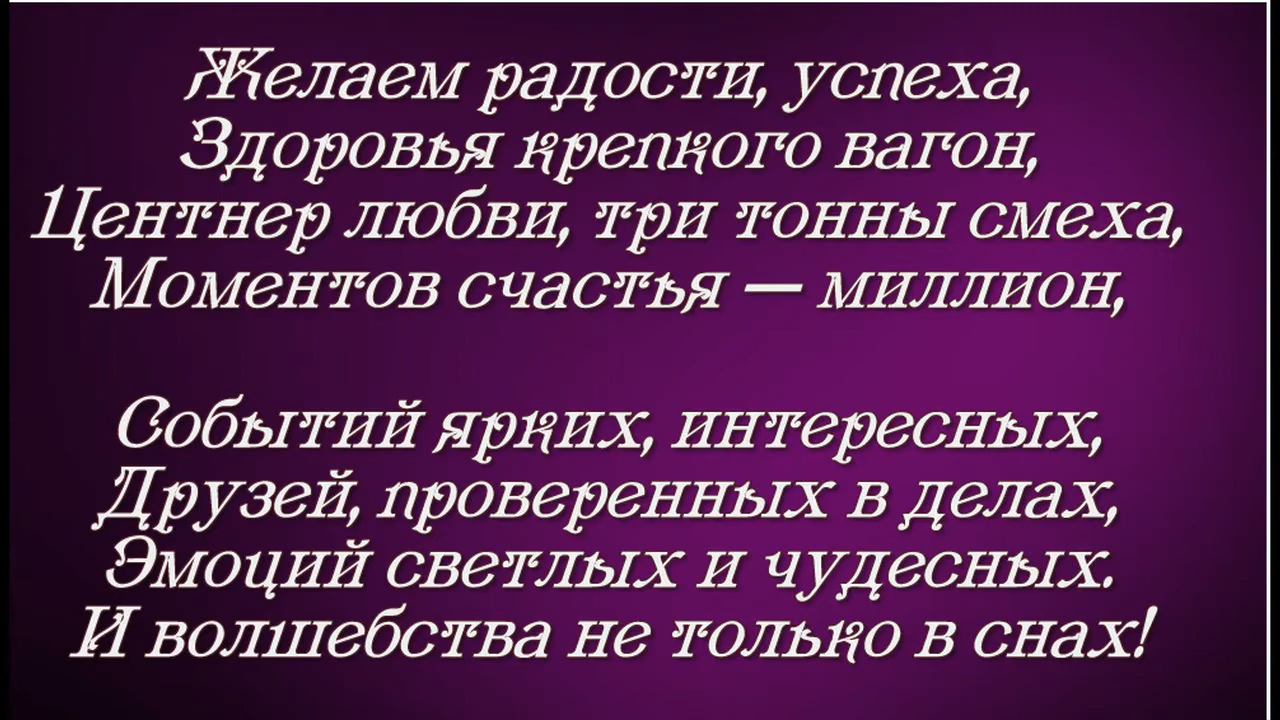 Желаем радости, успеха,
Здоровья крепкого вагон,
Центнер любви, три тонны смеха,
Моментов счастья — миллион,
Событий ярких, интересных,
Друзей, проверенных в делах,
Эмоций светлых и чудесных.
И волшебства не только в снах!